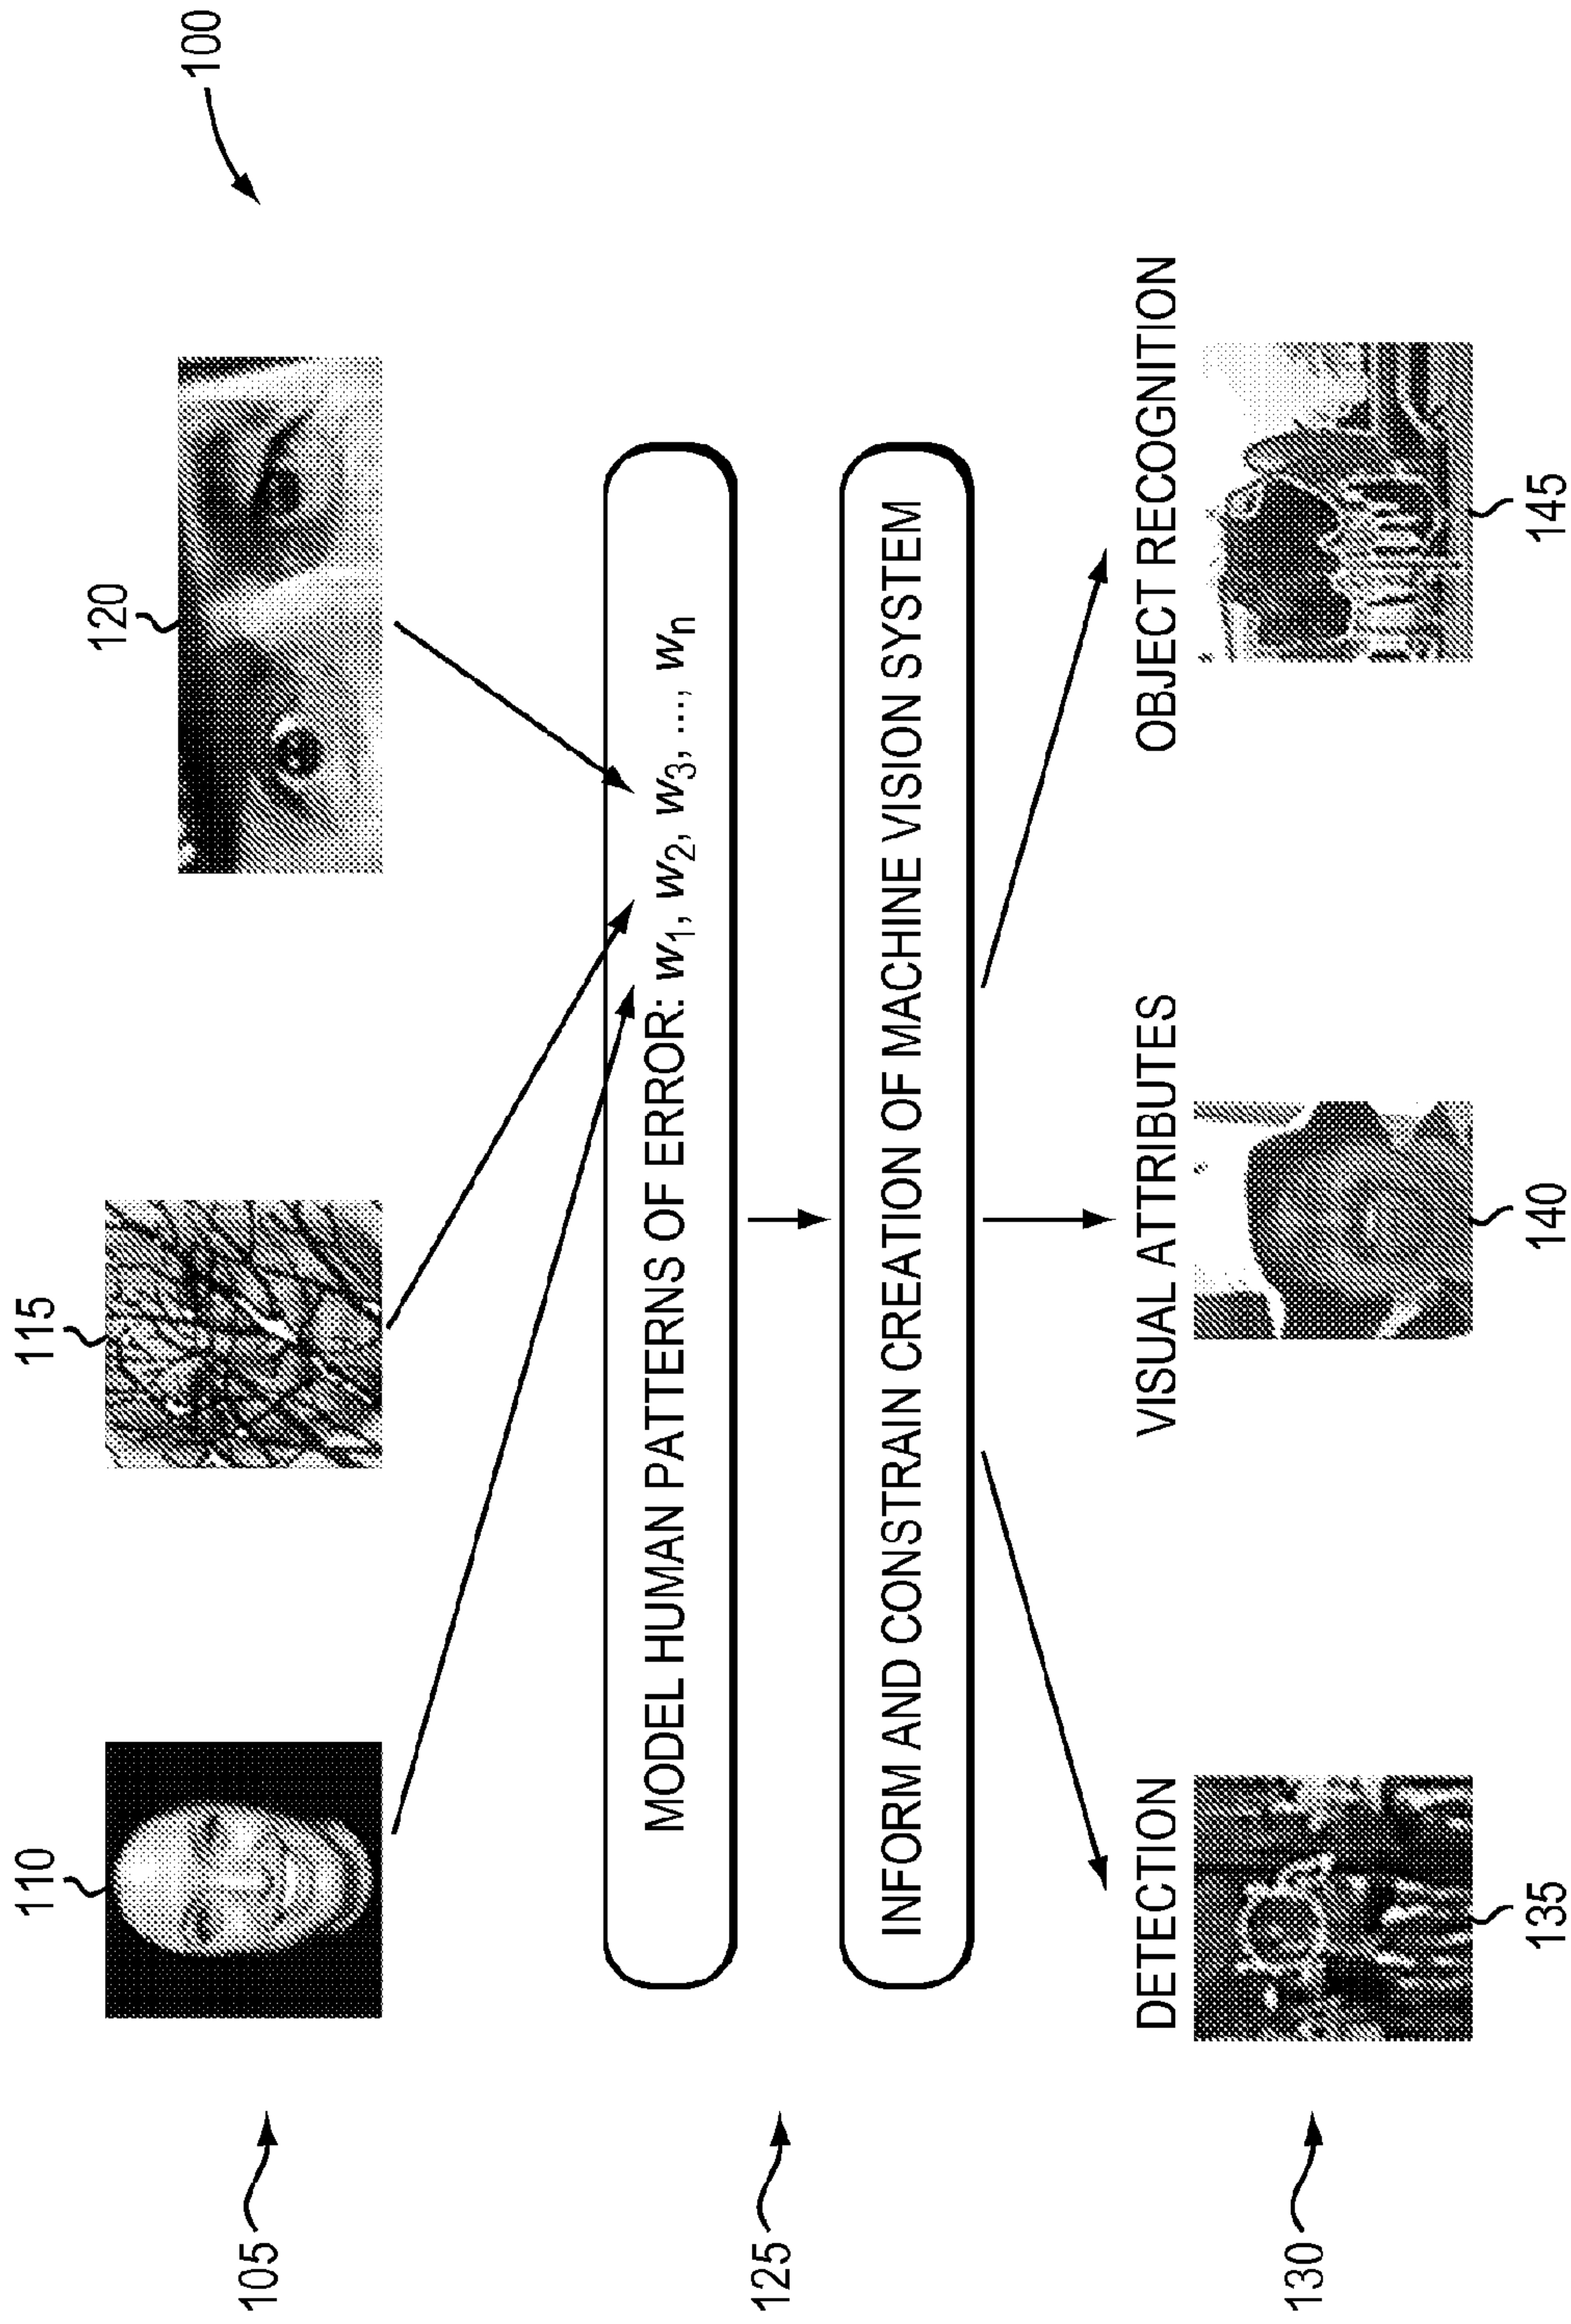 100
110
115
120
105
MODEL HUMAN PATTERNS OF ERROR: w1, w2, w3, ..., wn
125
INFORM AND CONSTRAIN CREATION OF MACHINE VISION SYSTEM
DETECTION
VISUAL ATTRIBUTES
OBJECT RECOGNITION
130
135
140
145